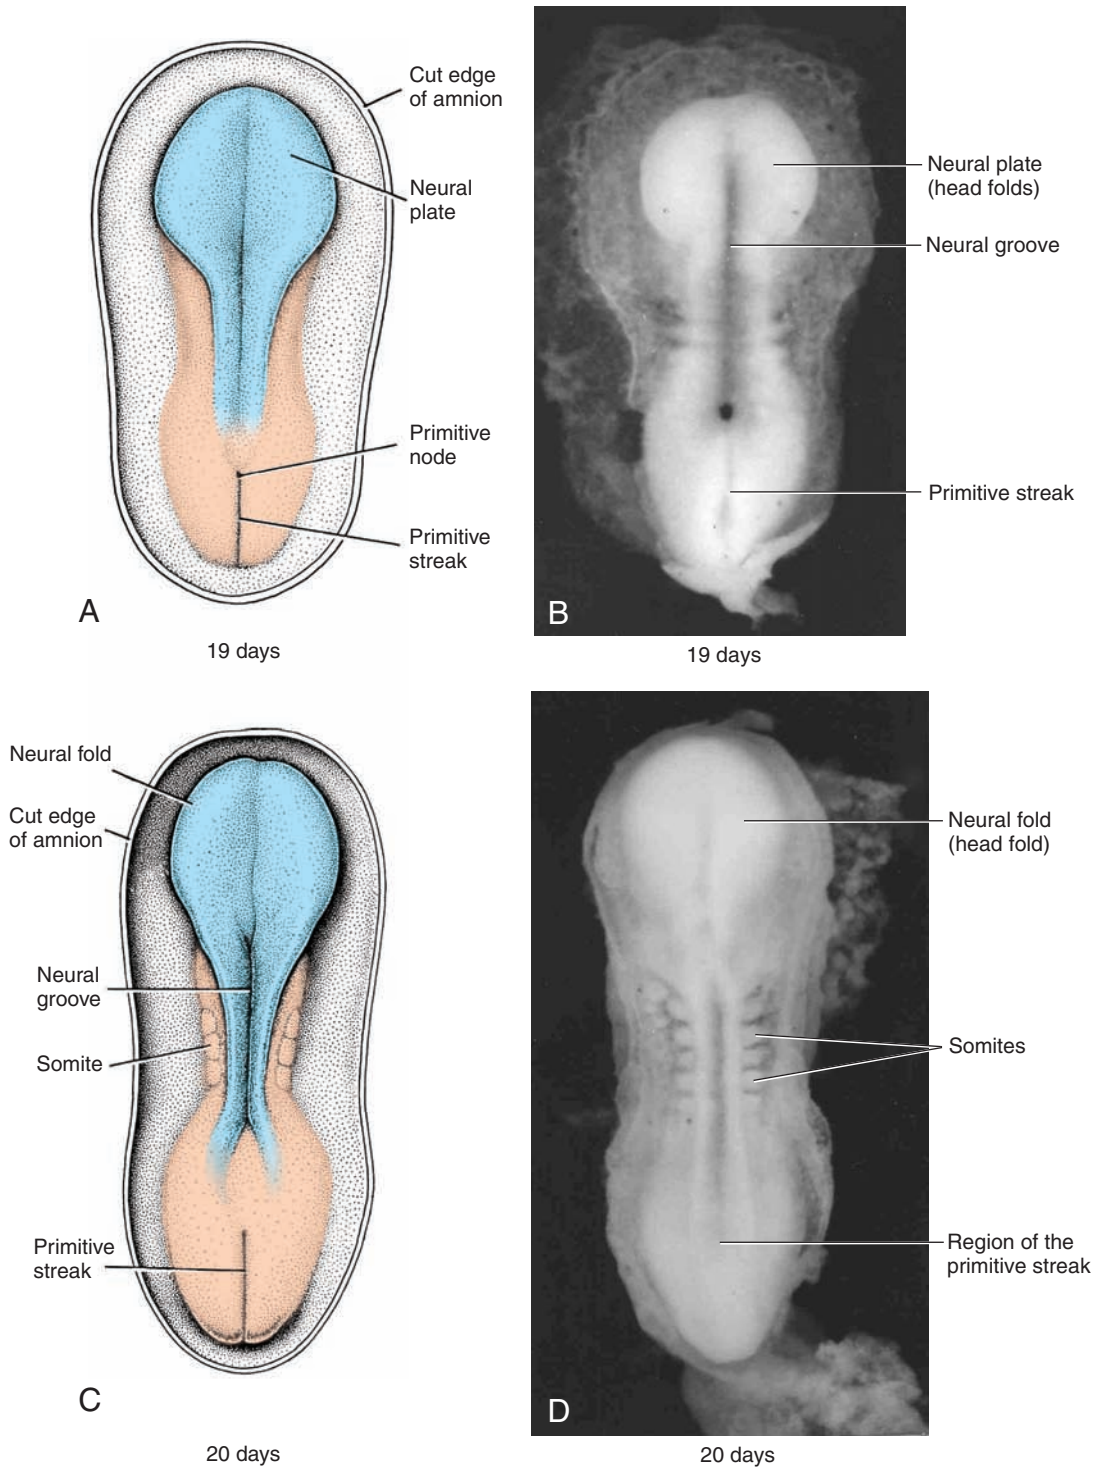 Cut edge
of amnion
Neural
plate
Primitive
node
Primitive
streak
A
19 days
Neural plate
(head folds)
Neural groove
Primitive streak
B
19 days
Neural fold
Cut edge
of amnion
Neural
groove
Somite
Primitive
streak
C
20 days
Neural fold
(head fold)
Somites
Region of the
primitive streak
D
20 days